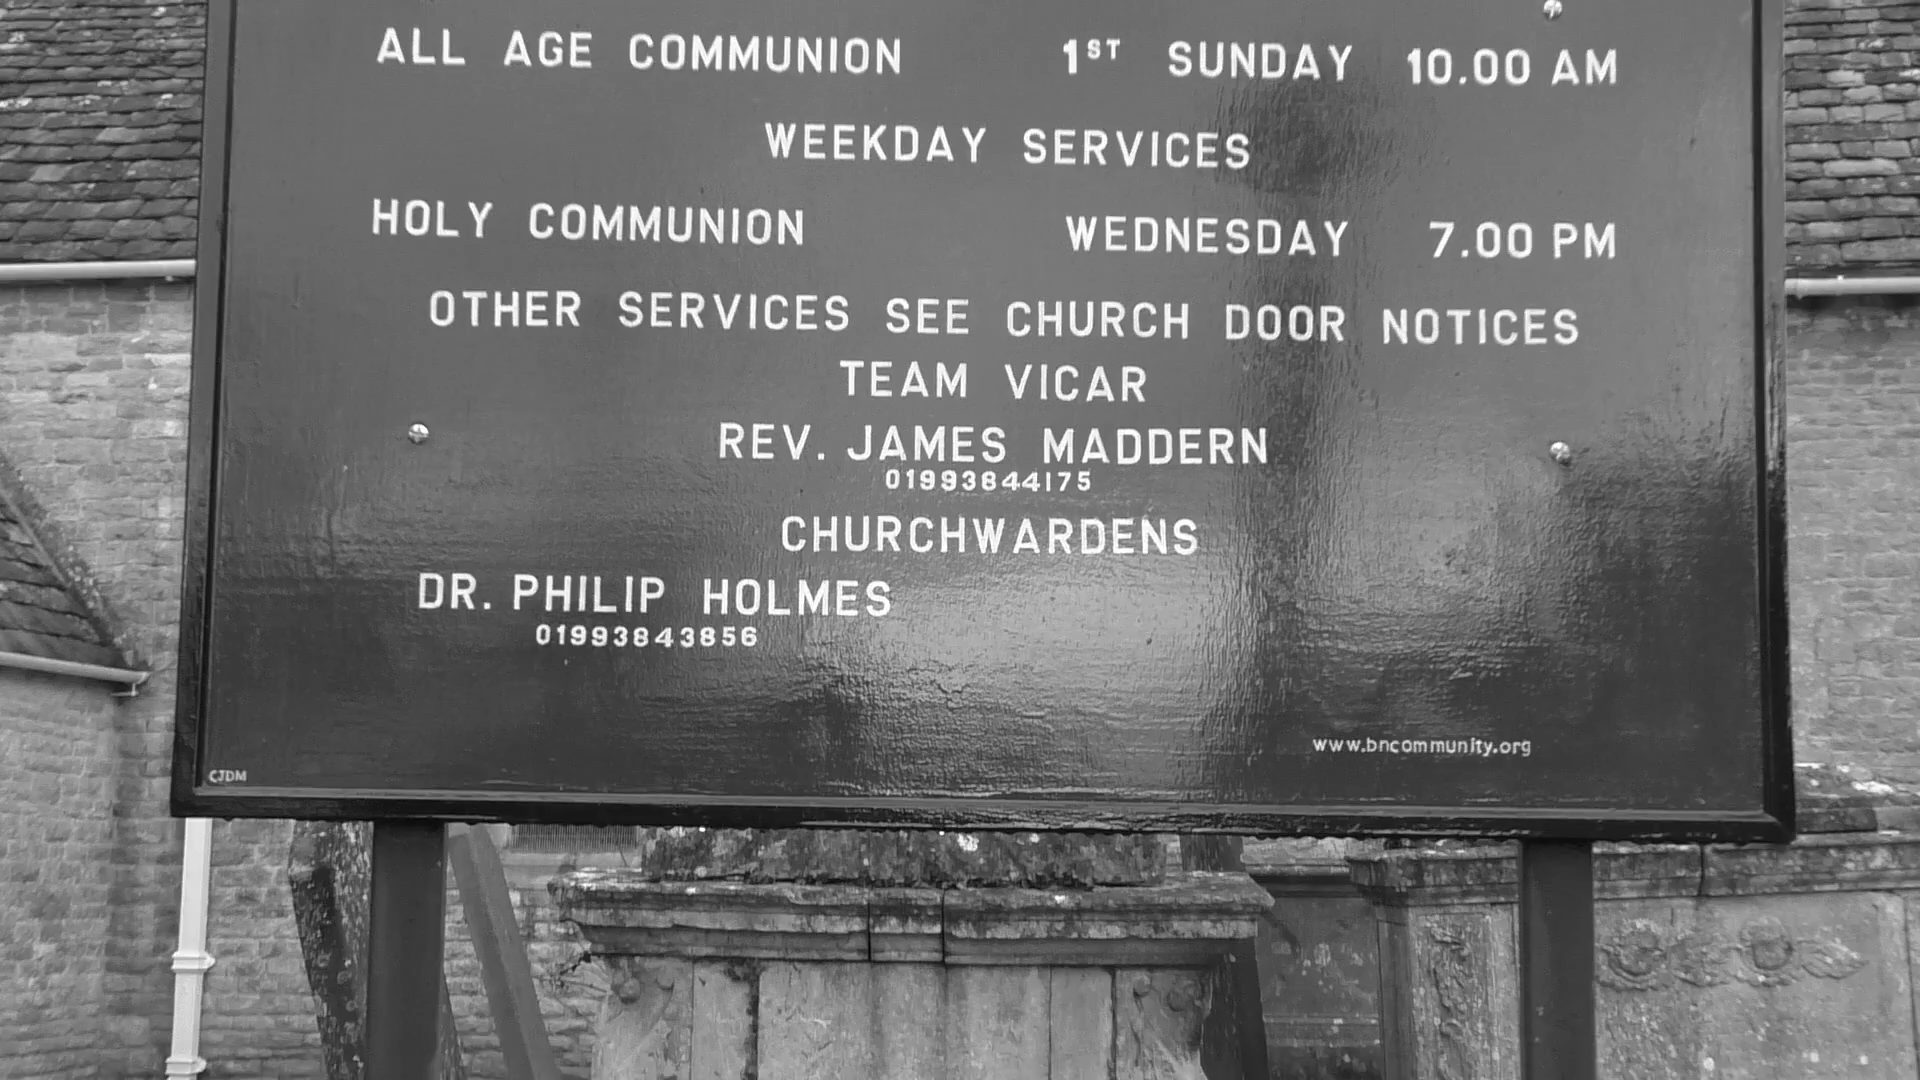 ALL AGE COMMUNION 1ST SUNDAY 10.00 AM
WEEKDAY SERVICES
HOLY COMMUNION WEDNESDAY 7.00 PM
OTHER SERVICES SEE CHURCH DOOR NOTICES
TEAM VICAR
REV. JAMES MADDERN
01993844175
CHURCHWARDENS
DR. PHILIP HOLMES
01993843856
www.bncommunity.org
CJDM